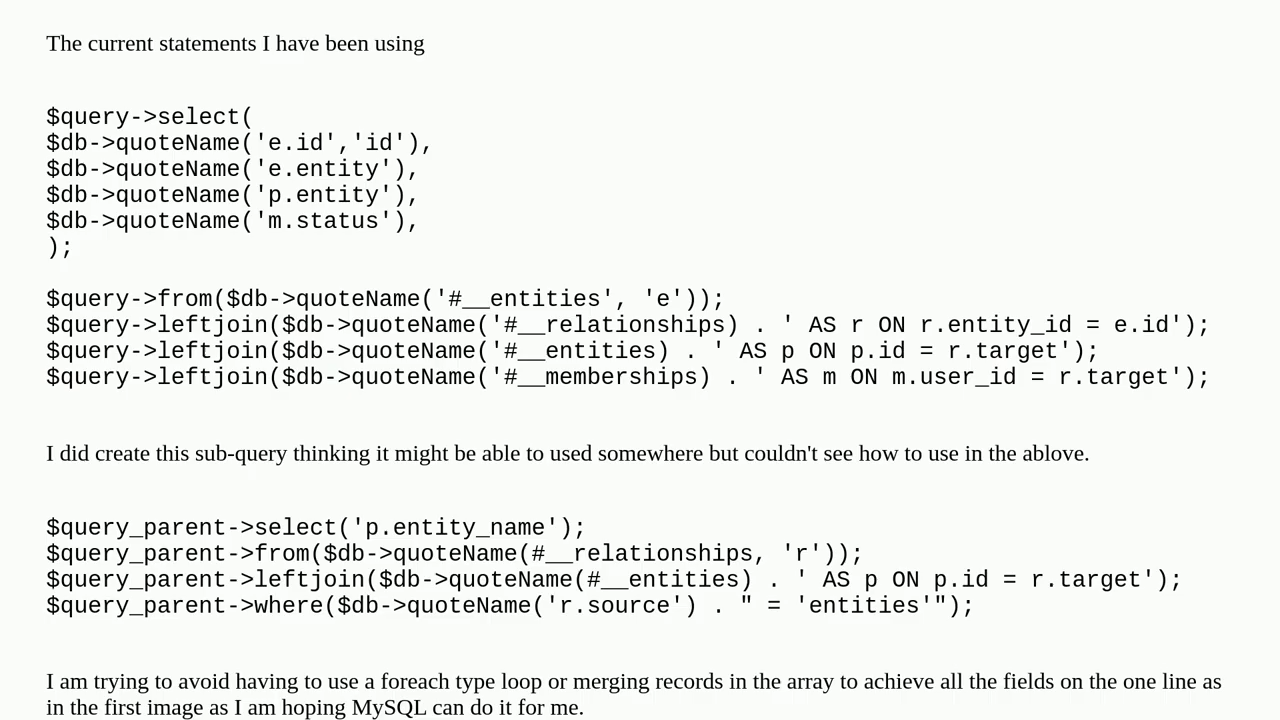 The current statements I have been using
$query->select(
$db->quoteName('e.id','id'),
$db->quoteName('e.entity'),
$db->quoteName('p.entity'),
$db->quoteName('m.status'),
);
$query->from($db->quoteName('#__entities', 'e'));
$query->leftjoin($db->quoteName('#__relationships) . ' AS r ON r.entity_id = e.id');
$query->leftjoin($db->quoteName('#__entities) . ' AS p ON p.id = r.target');
$query->leftjoin($db->quoteName('#__memberships) . ' AS m ON m.user_id = r.target');
I did create this sub-query thinking it might be able to used somewhere but couldn't see how to use in the ablove.
$query_parent->select('p.entity_name');
$query_parent->from($db->quoteName(#__relationships, 'r'));
$query_parent->leftjoin($db->quoteName(#__entities) . ' AS p ON p.id = r.target');
$query_parent->where($db->quoteName('r.source') . " = 'entities'");
I am trying to avoid having to use a foreach type loop or merging records in the array to achieve all the fields on the one line as
in the first image as I am hoping MySQL can do it for me.